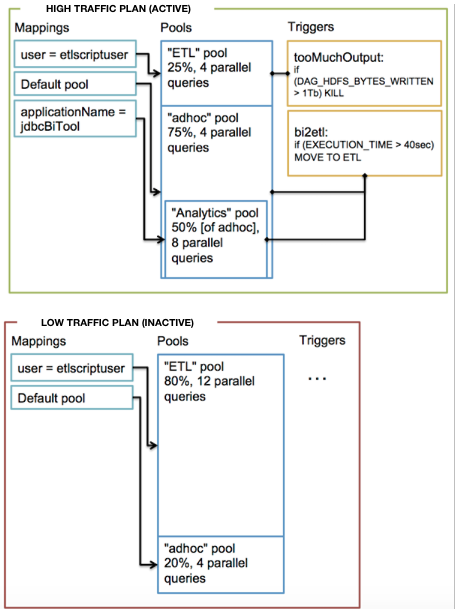 HIGH TRAFFIC PLAN (ACTIVE)
Mappings
Pools
Triggers
user = etlscriptuser
Default pool
applicationName =
jdbcBiTool
"ETL" pool
25%, 4 parallel
queries
"adhoc" pool
75%, 4 parallel
queries
"Analytics" pool
50% [of adhoc],
8 parallel
queries
tooMuchOutput:
if
(DAG_HDFS_BYTES_WRITTEN
> 1Tb) KILL
bi2etl:
if (EXECUTION_TIME > 40sec)
MOVE TO ETL
LOW TRAFFIC PLAN (INACTIVE)
Mappings
Pools
Triggers
user = etlscriptuser
Default pool
"ETL" pool
80%, 12 parallel
queries
"adhoc" pool
20%, 4 parallel
queries
...